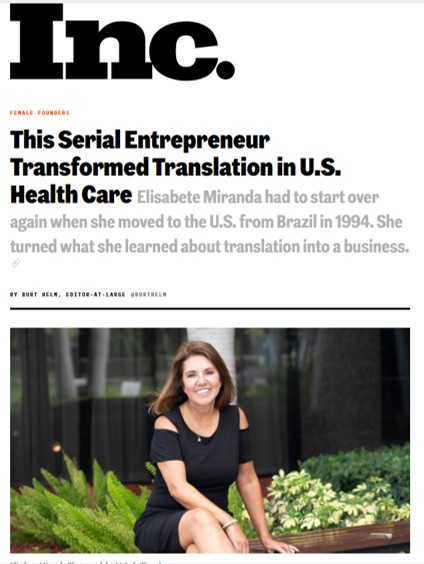 Inc.
FEMALE FOUNDERS
This Serial Entrepreneur
Transformed Translation in U.S.
Health Care Elisabete Miranda had to start over
again when she moved to the U.S. from Brazil in 1994. She
turned what she learned about translation into a business.
BY BURT HELM, EDITOR-AT-LARGE @BURTHELM